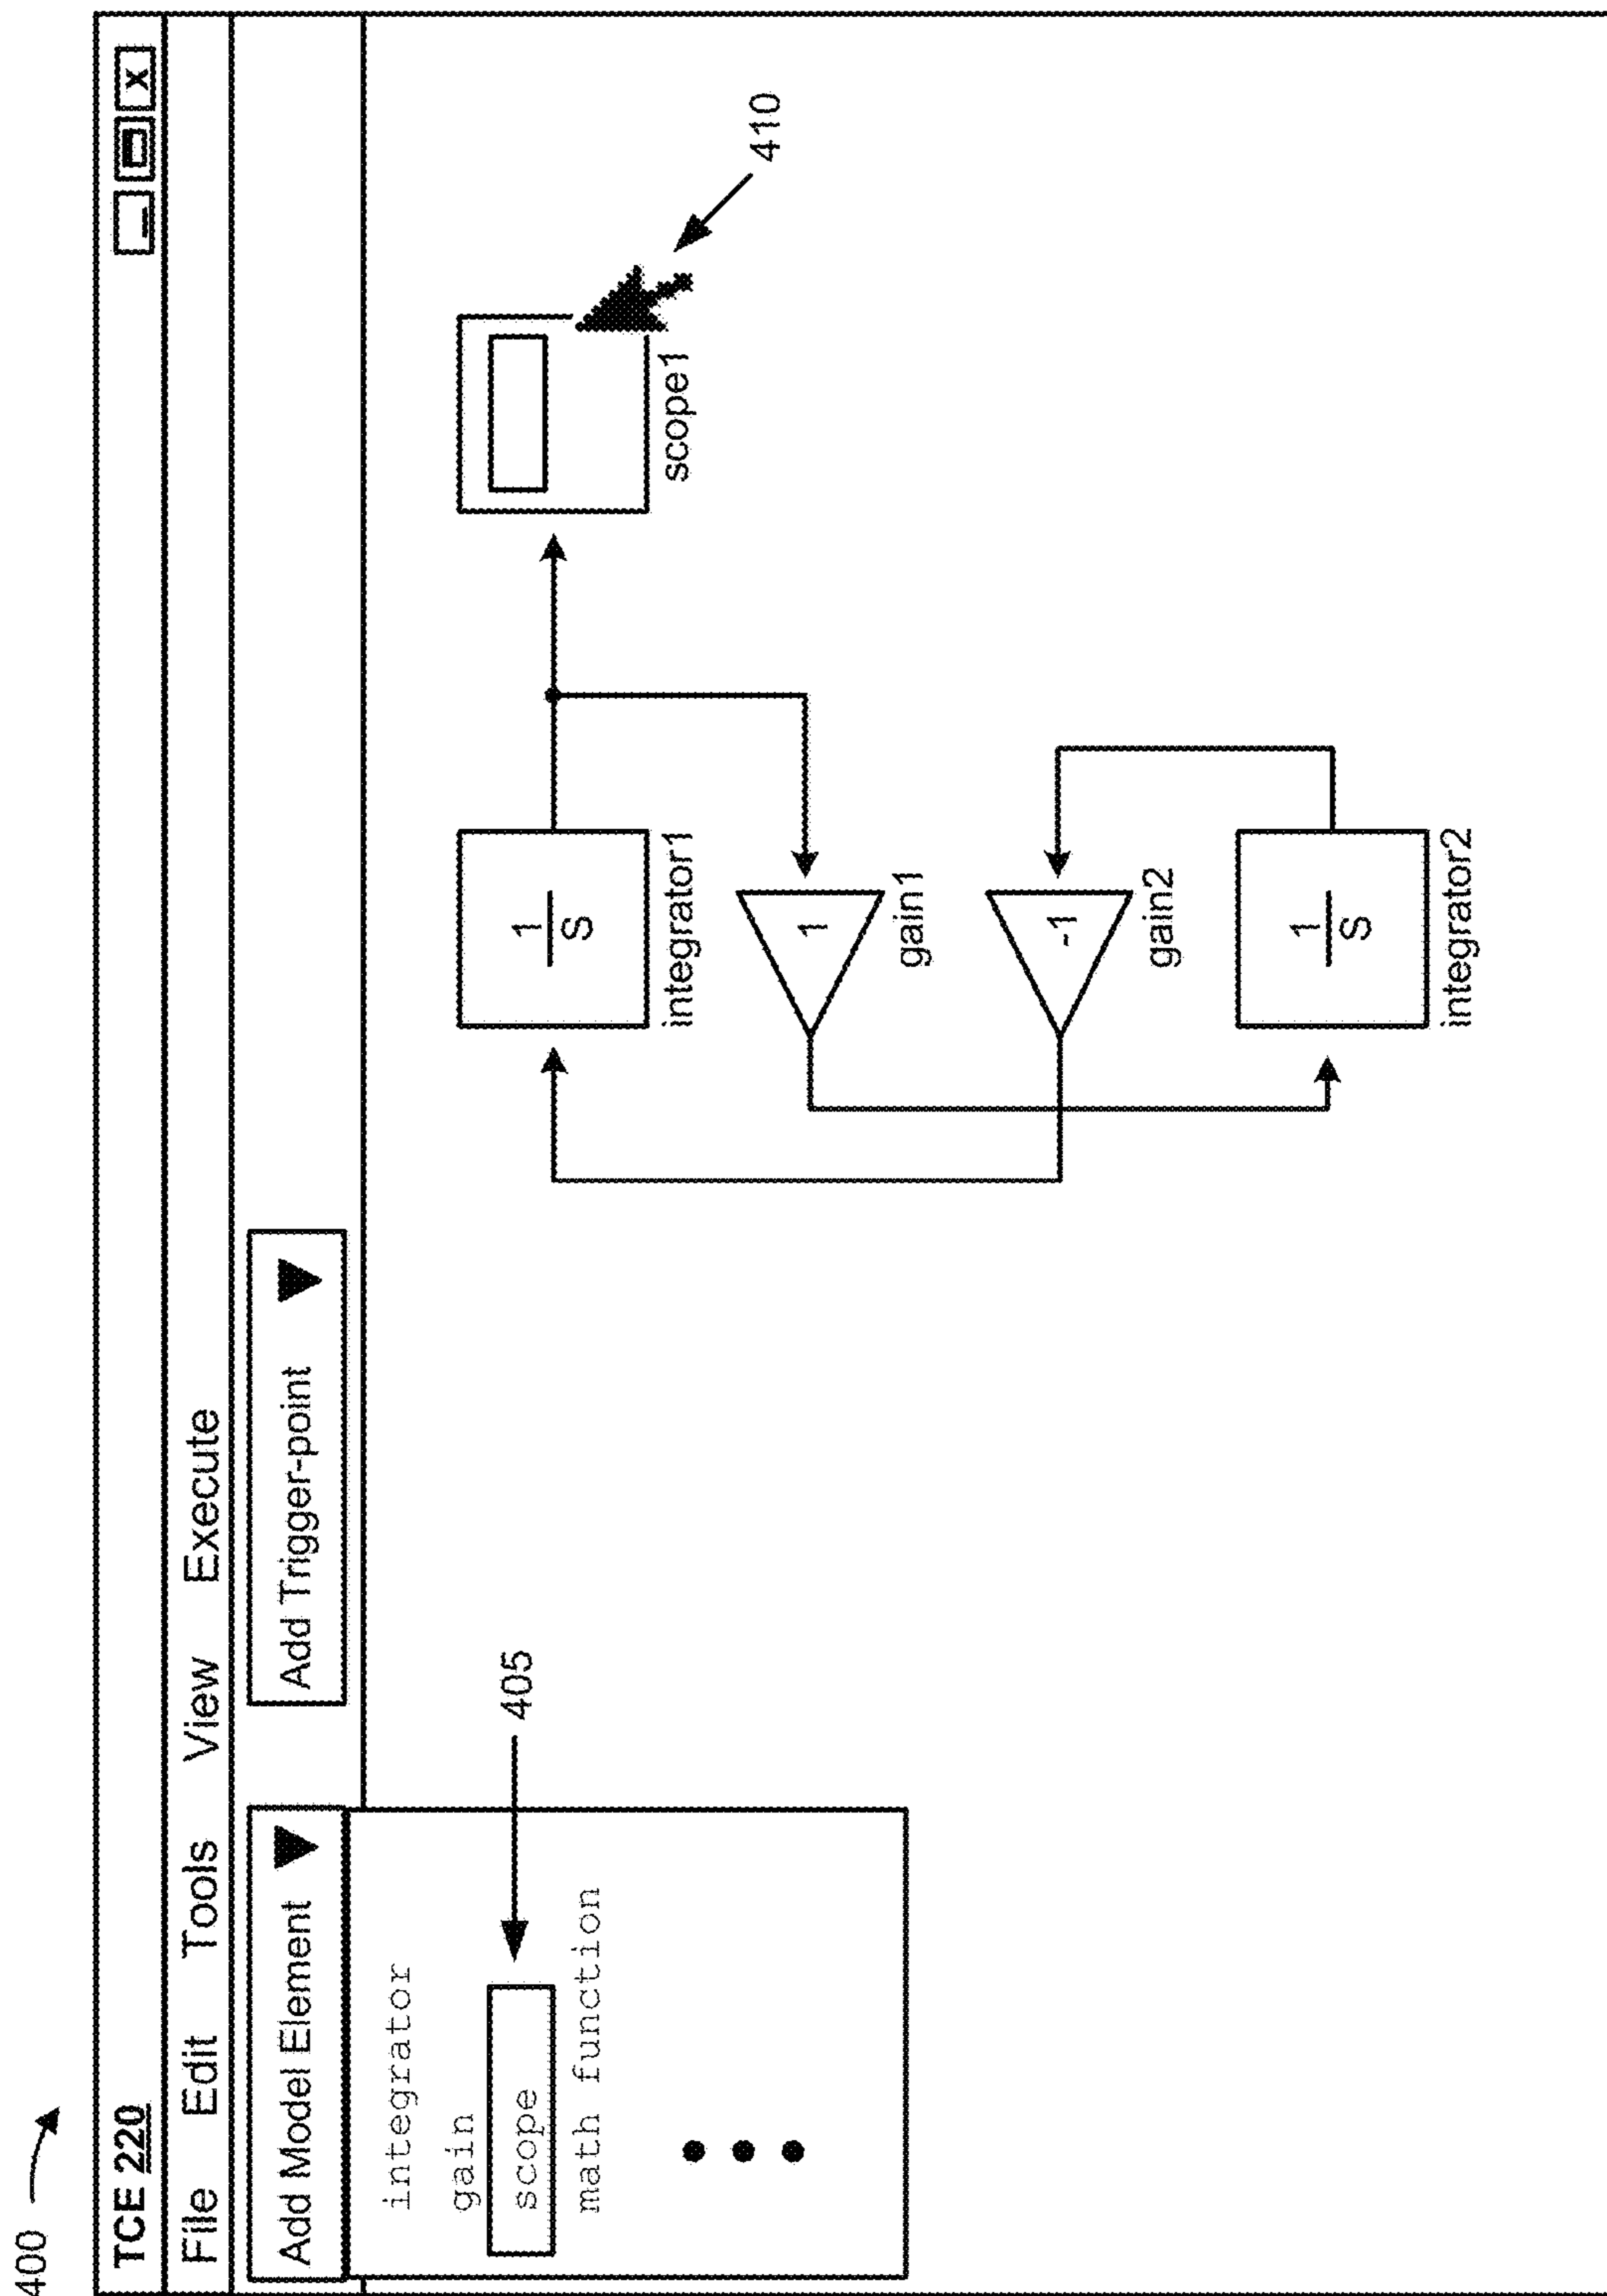 400
TCE 220
X
File Edit Tools View Execute
Add Model Element
Add Trigger-point
integrator
gain
scope
math function
405
410
scope1
1
S
integrator1
1
gain1
-1
gain2
1
S
integrator2